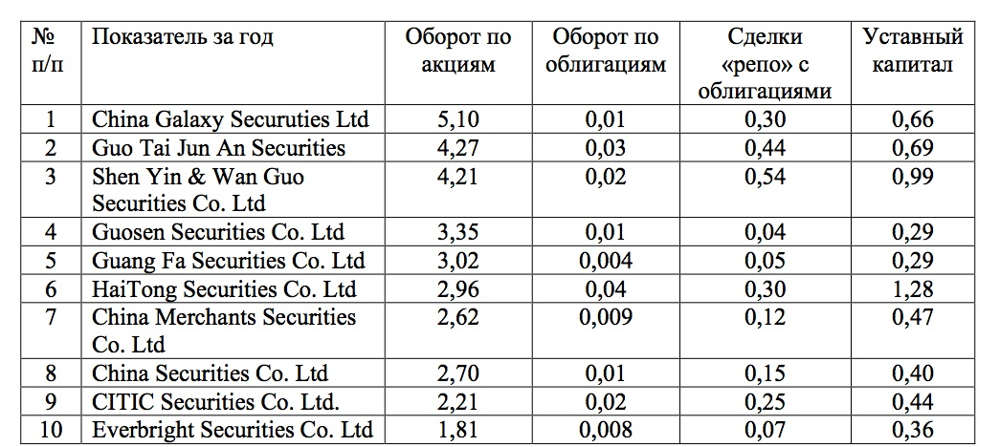 № Показатель за год Оборот по Оборот по Сделки Уставный
п/п акциям облигациям «репо» с капитал
облигациями
1 China Galaxy Securuties Ltd 5,10 0,01 0,30 0,66
2 Guo Tai Jun An Securities 4,27 0,03 0,44 0,69
3 Shen Yin & Wan Guo 4,21 0,02 0,54 0,99
Securities Co. Ltd
4 Guosen Securities Co. Ltd 3,35 0,01 0,04 0,29
5 Guang Fa Securities Co. Ltd 3,02 0,004 0,05 0,29
6 HaiTong Securities Co. Ltd 2,96 0,04 0,30 1,28
7 China Merchants Securities 2,62 0,009 0,12 0,47
Co. Ltd
8 China Securities Co. Ltd 2,70 0,01 0,15 0,40
9 CITIC Securities Co. Ltd. 2,21 0,02 0,25 0,44
10 Everbright Securities Co. Ltd 1,81 0,008 0,07 0,36